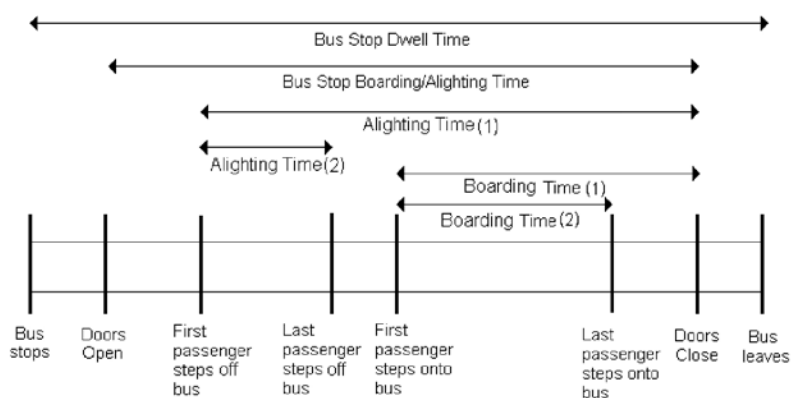 Bus Stop Dwell Time
Bus Stop Boarding/Alighting Time
Alighting Time(1)
Alighting Time(2)
Boarding Time (1)
Boarding Time(2)
Bus
stops
Doors
Open
First
passenger
steps off
bus
Last
passenger
steps off
bus
First
passenger
steps onto
bus
Last
passenger
steps onto
bus
Doors
Close
Bus
leaves